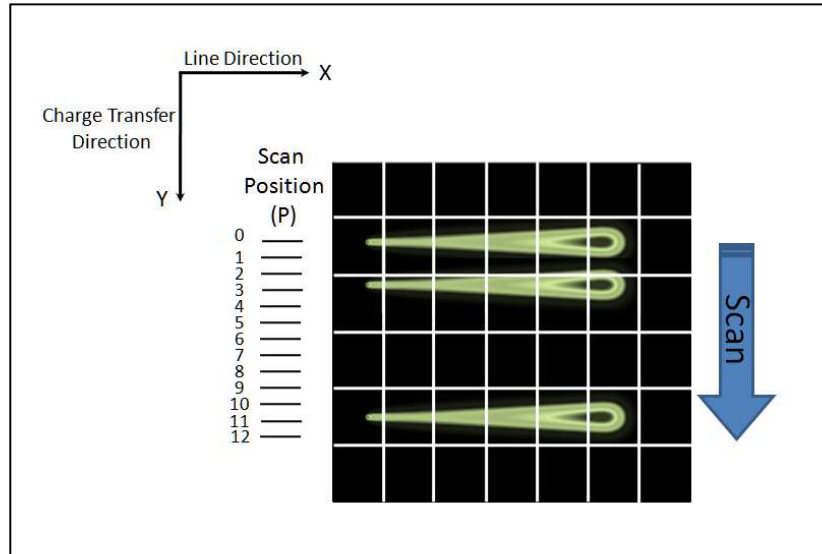 Line Direction
X
Charge Transfer
Direction
Y
Scan
Position
(P)
0
1
2
3
4
5
6
7
8
9
10
11
12
Scan